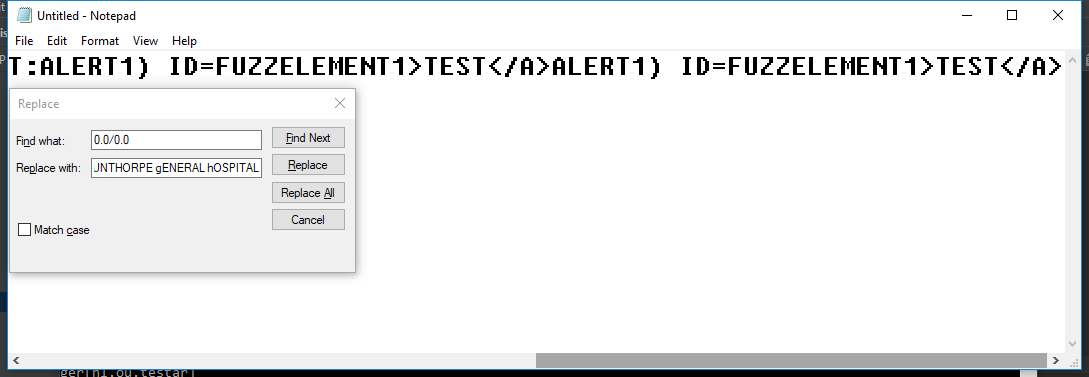 Untitled - Notepad
File Edit Format View Help
T:ALERT1) ID=FUZZELEMENT1>TEST</A>ALERT1) ID=FUZZELEMENT1>TEST</A>
Replace
Find what: 0.0/0.0 Find Next
Replace with: UNTHORPE gENERAL hOSPITAL Replace
Replace All
Cancel
Match case